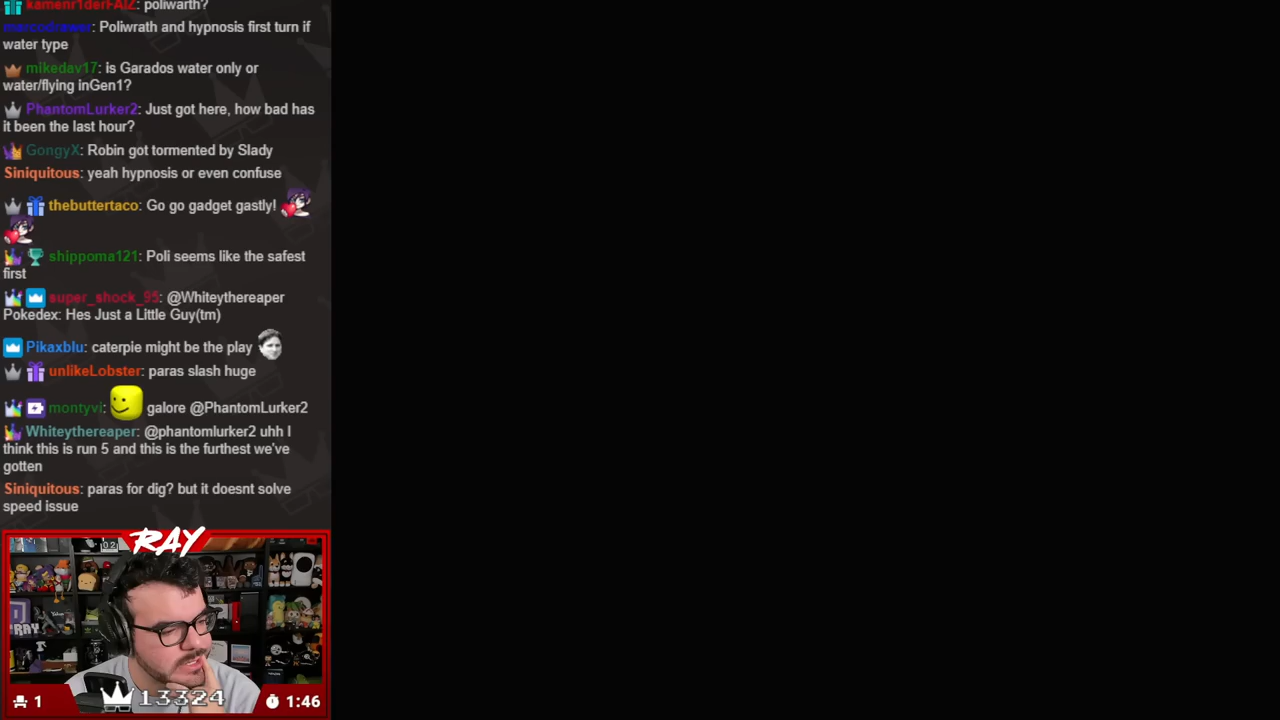 kamenr1derFAIZ: poliwarth?
marcodrawer: Poliwrath and hypnosis first turn if
water type
mikedav17: is Garados water only or
water/flying inGen1?
PhantomLurker2: Just got here, how bad has
it been the last hour?
GongyX: Robin got tormented by Slady
Siniquitous: yeah hypnosis or even confuse
thebuttertaco: Go go gadget gastly!
shippoma121: Poli seems like the safest
first
super_shock_95: @Whiteythereaper
Pokedex: Hes Just a Little Guy(tm)
Pikaxblu: caterpie might be the play
unlikeLobster: paras slash huge
montyvi: galore @PhantomLurker2
Whiteythereaper: @phantomlurker2 uhh I
think this is run 5 and this is the furthest we've
gotten
Siniquitous: paras for dig? but it doesnt solve
speed issue
RAY
1
13324
1:46